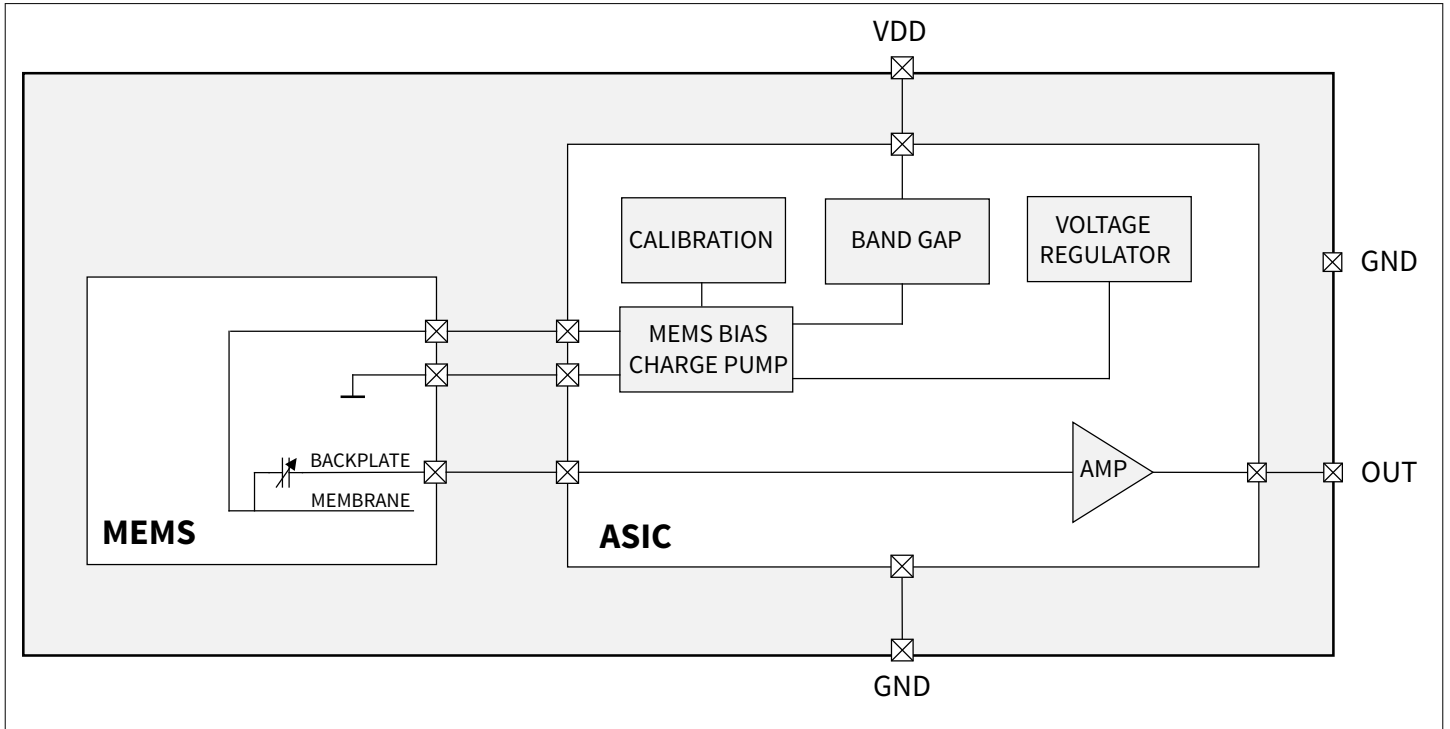 VDD
CALIBRATION
BAND GAP
VOLTAGE
REGULATOR
GND
MEMS BIAS
CHARGE PUMP
BACKPLATE
MEMBRANE
AMP
OUT
MEMS
ASIC
GND